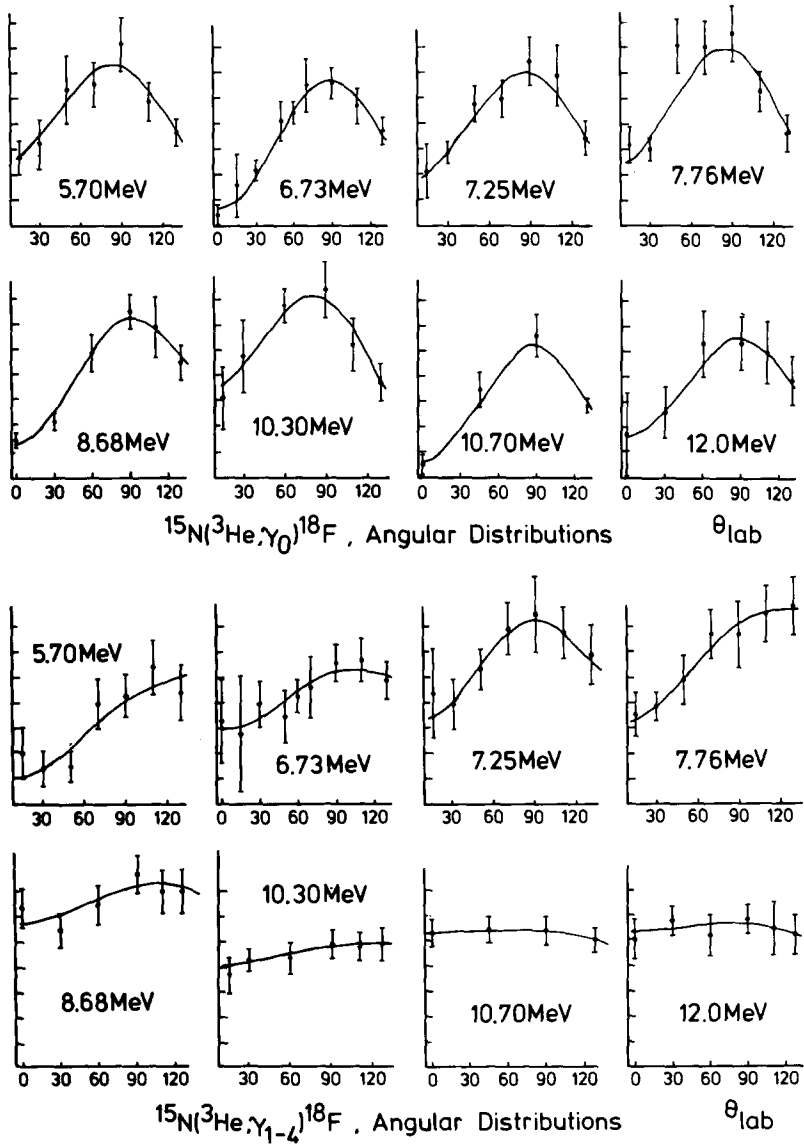 5.70MeV 6.73MeV 7.25MeV 7.76MeV
30 60 90 120 0 30 60 90 120 30 60 90 120 30 60 90 120
8.68MeV 10.30MeV 10.70MeV 12.0MeV
0 30 60 90 120 30 60 90 120 0 30 60 90 120 0 30 60 90 120
¹⁵N(³He,γ₀)¹⁸F , Angular Distributions θlab
5.70MeV 6.73MeV 7.25MeV 7.76MeV
30 60 90 120 0 30 60 90 120 30 60 90 120 30 60 90 120
8.68MeV 10.30MeV 10.70MeV 12.0MeV
0 30 60 90 120 30 60 90 120 0 30 60 90 120 0 30 60 90 120
¹⁵N(³He,γ₁₋₄)¹⁸F , Angular Distributions θlab